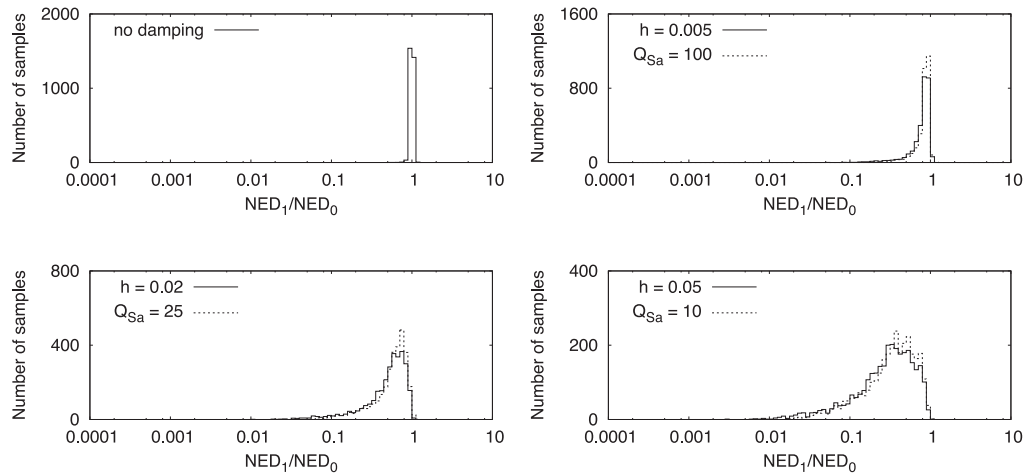 2000
1000
0
Number of samples
no damping
0.0001 0.001 0.01 0.1 1 10
NED₁/NED₀
1600
800
0
Number of samples
h = 0.005
Q_Sa = 100
0.0001 0.001 0.01 0.1 1 10
NED₁/NED₀
800
400
0
Number of samples
h = 0.02
Q_Sa = 25
0.0001 0.001 0.01 0.1 1 10
NED₁/NED₀
400
200
0
Number of samples
h = 0.05
Q_Sa = 10
0.0001 0.001 0.01 0.1 1 10
NED₁/NED₀